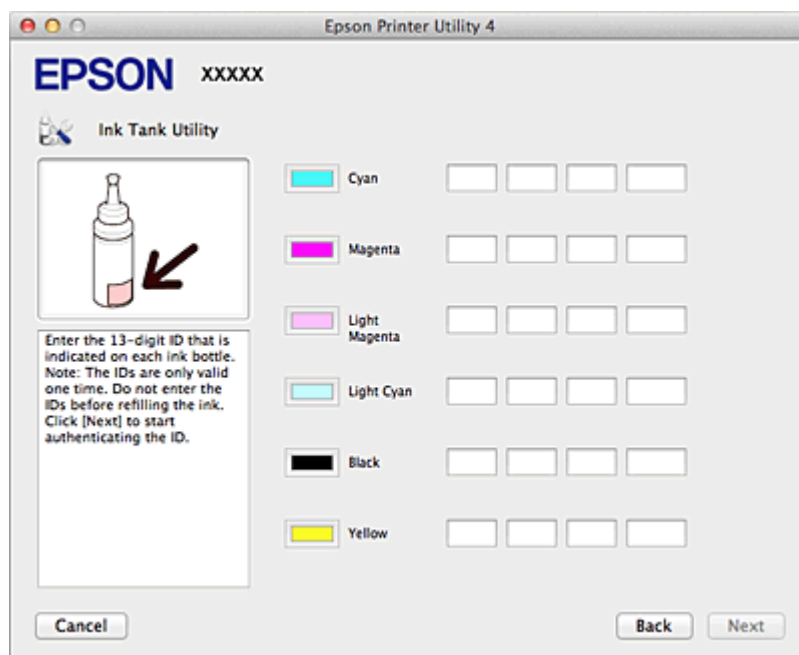 Epson Printer Utility 4
EPSON XXXXX
Ink Tank Utility
Enter the 13-digit ID that is
indicated on each ink bottle.
Note: The IDs are only valid
one time. Do not enter the
IDs before refilling the ink.
Click [Next] to start
authenticating the ID.
Cyan
Magenta
Light
Magenta
Light Cyan
Black
Yellow
Cancel
Back
Next